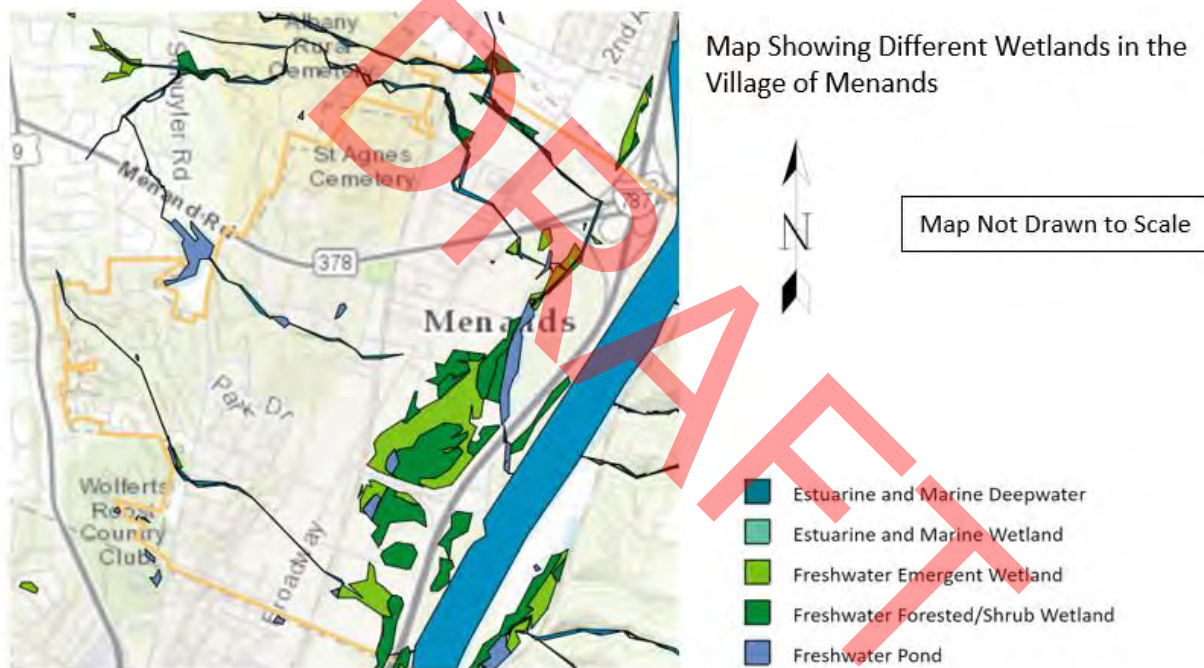 Map Showing Different Wetlands in the
Village of Menands
N
Map Not Drawn to Scale
Albany
Rural
Cemetery
2nd A
Schuyler Rd
9
St Agnes
Cemetery
Menand Rd
787
378
Menands
Park Dr
Wolferts
Roost
Country
Club
Broadway
Estuarine and Marine Deepwater
Estuarine and Marine Wetland
Freshwater Emergent Wetland
Freshwater Forested/Shrub Wetland
Freshwater Pond
DRAFT